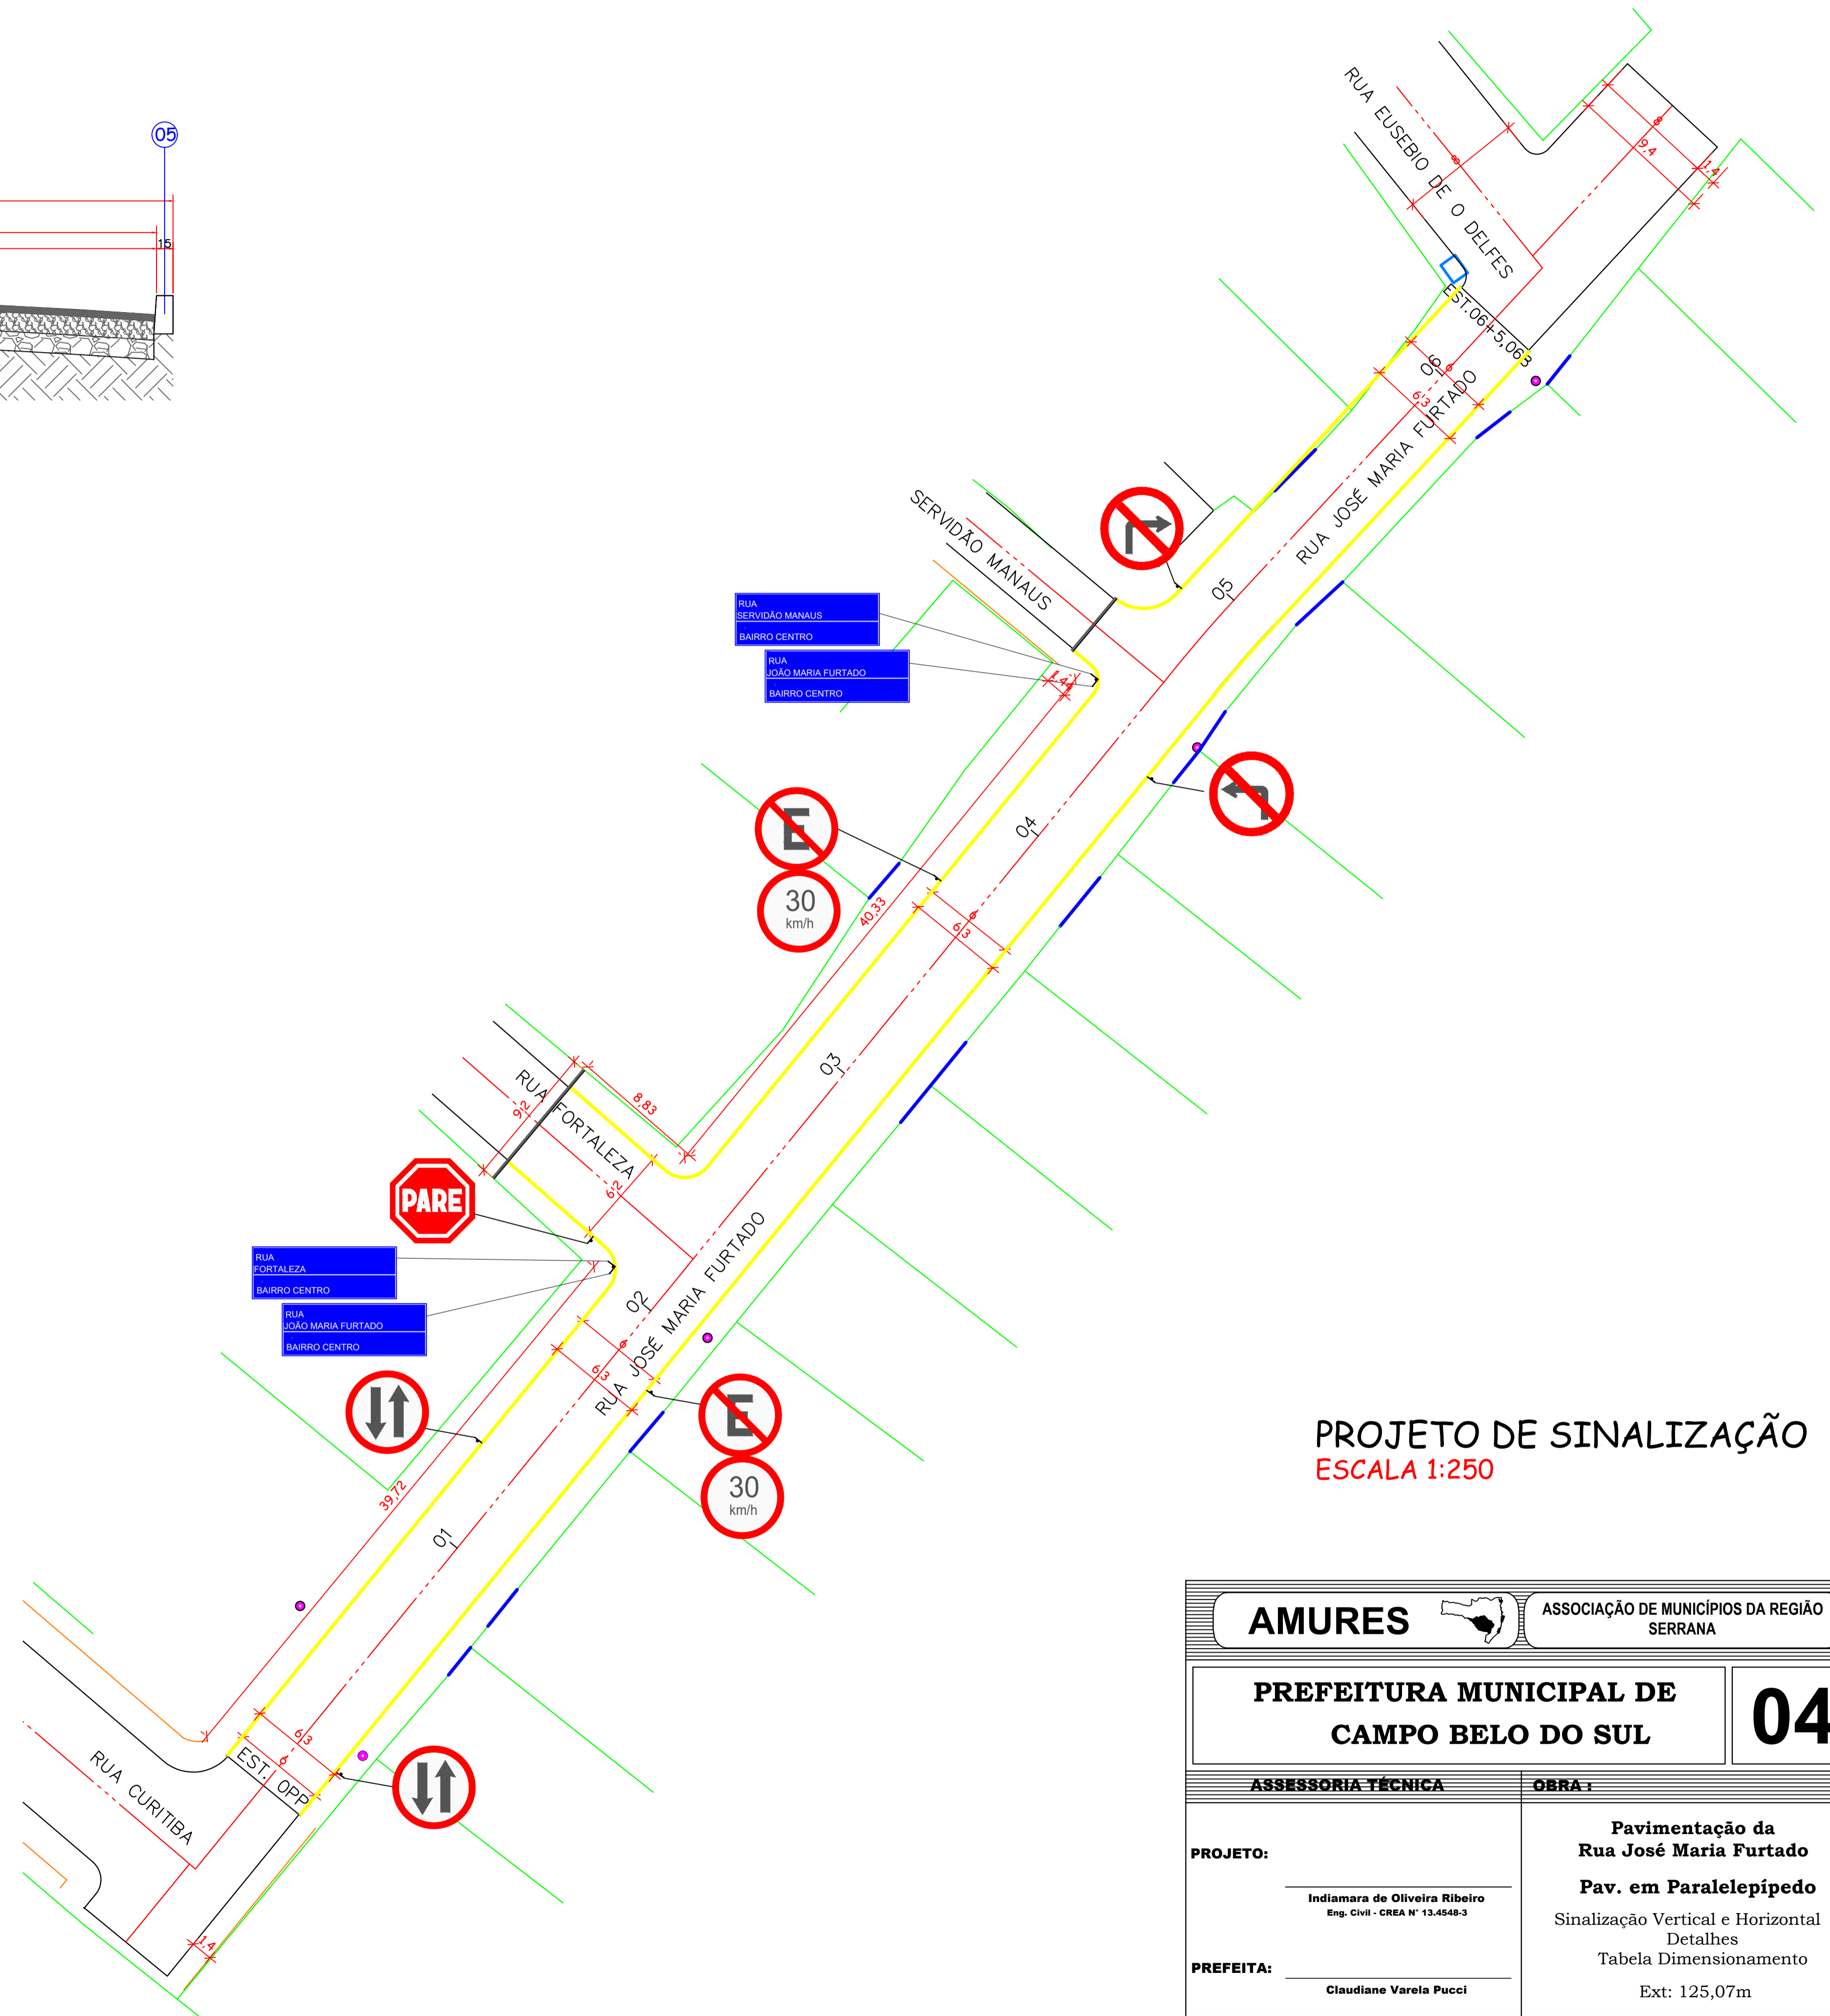 05
15
RUA EUSEBIO DE O DELFES
8
8
9,4
1,4
EST.06+5,068
06
6
6,3
RUA JOSÉ MARIA FURTADO
SERVIDÃO MANAUS
05
RUA
SERVIDÃO MANAUS
BAIRRO CENTRO
RUA
JOÃO MARIA FURTADO
BAIRRO CENTRO
E
30
km/h
40,33
04
6
6,3
03
RUA FORTALEZA
9,2
8,83
6,2
PARE
RUA
FORTALEZA
BAIRRO CENTRO
RUA
JOÃO MARIA FURTADO
BAIRRO CENTRO
02
6
6,3
RUA JOSÉ MARIA FURTADO
E
30
km/h
39,72
01
6,3
6
EST. 0PP
RUA CURITIBA
1,4
PROJETO DE SINALIZAÇÃO
ESCALA 1:250
AMURES
ASSOCIAÇÃO DE MUNICÍPIOS DA REGIÃO
SERRANA
PREFEITURA MUNICIPAL DE
CAMPO BELO DO SUL
04
ASSESSORIA TÉCNICA
OBRA :
PROJETO:
Indiamara de Oliveira Ribeiro
Eng. Civil - CREA N° 13.4548-3
PREFEITA:
Claudiane Varela Pucci
Pavimentação da
Rua José Maria Furtado
Pav. em Paralelepípedo
Sinalização Vertical e Horizontal
Detalhes
Tabela Dimensionamento
Ext: 125,07m